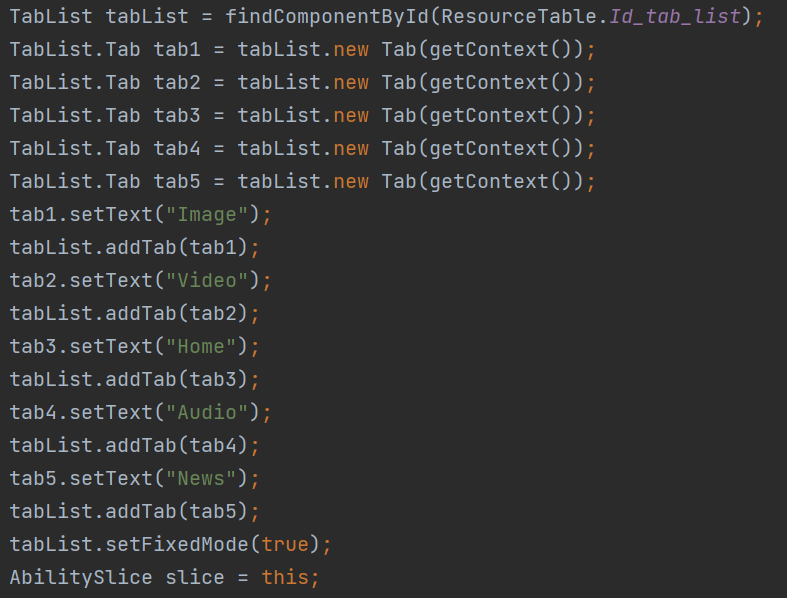 TabList tabList = findComponentById(ResourceTable.Id_tab_list);
TabList.Tab tab1 = tabList.new Tab(getContext());
TabList.Tab tab2 = tabList.new Tab(getContext());
TabList.Tab tab3 = tabList.new Tab(getContext());
TabList.Tab tab4 = tabList.new Tab(getContext());
TabList.Tab tab5 = tabList.new Tab(getContext());
tab1.setText("Image");
tabList.addTab(tab1);
tab2.setText("Video");
tabList.addTab(tab2);
tab3.setText("Home");
tabList.addTab(tab3);
tab4.setText("Audio");
tabList.addTab(tab4);
tab5.setText("News");
tabList.addTab(tab5);
tabList.setFixedMode(true);
AbilitySlice slice = this;